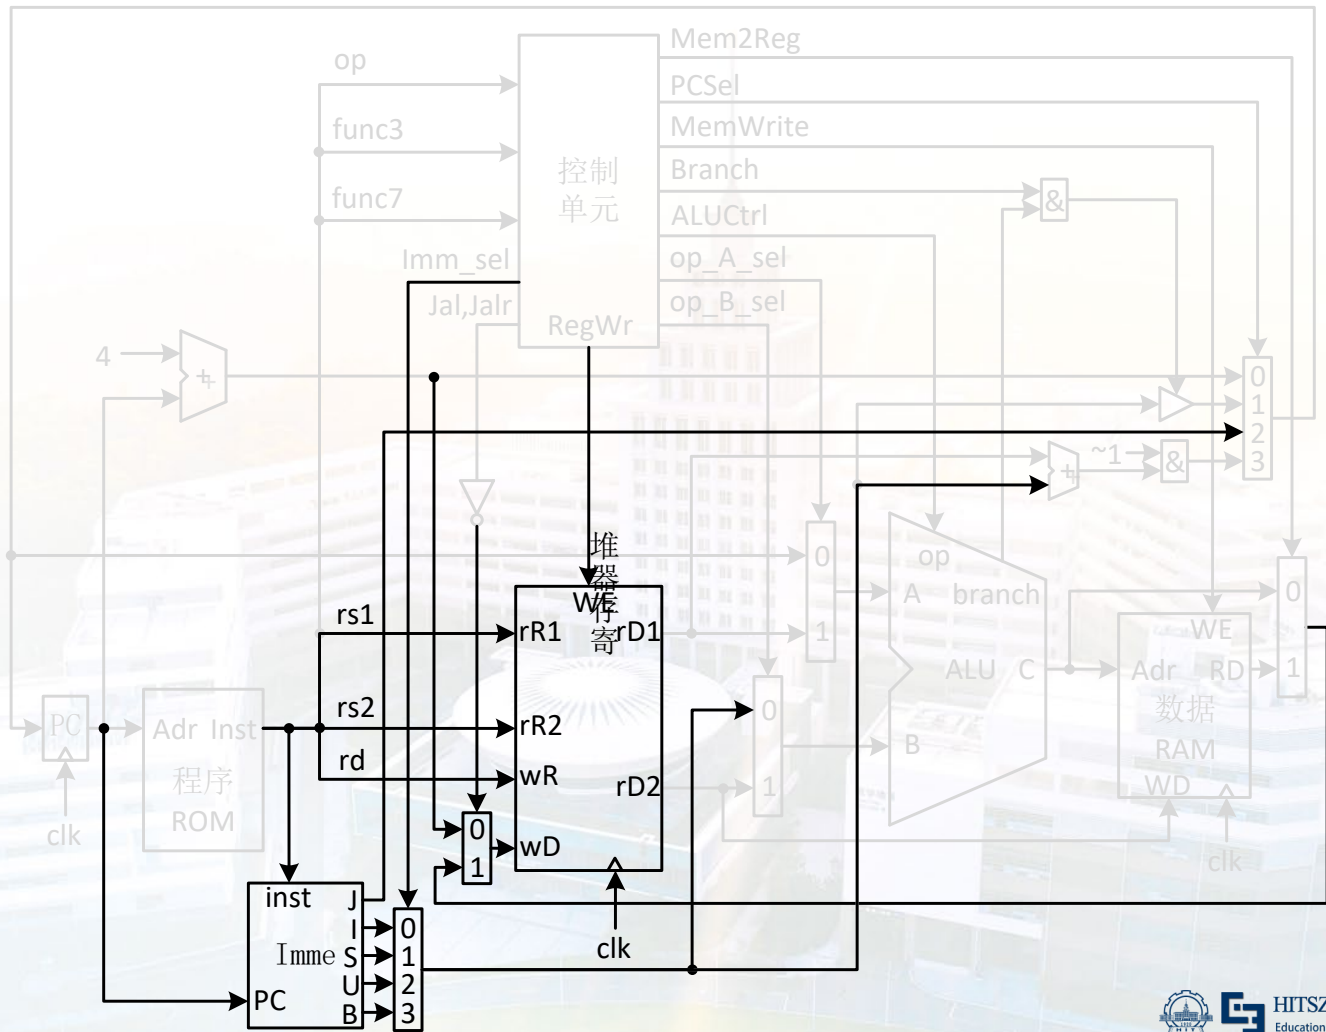 Mem2Reg
op
PCSel
func3
MemWrite
控制
单元
Branch
&
func7
ALUCtrl
Imm_sel
op_A_sel
Jal,Jalr
op_B_sel
RegWr
4
+
+
0
1
2
3
~1
&
+
+
堆
器
存
寄
WE
rs1
rR1
rD1
0
1
op
A
branch
ALU
C
B
0
1
WE
Adr
RD
数据
RAM
WD
clk
PC
clk
Adr
Inst
程序
ROM
rs2
rR2
rd
wR
rD2
0
1
0
1
wD
clk
inst
J
I
0
Imme
S
1
U
2
PC
B
3
HITSZ
Education